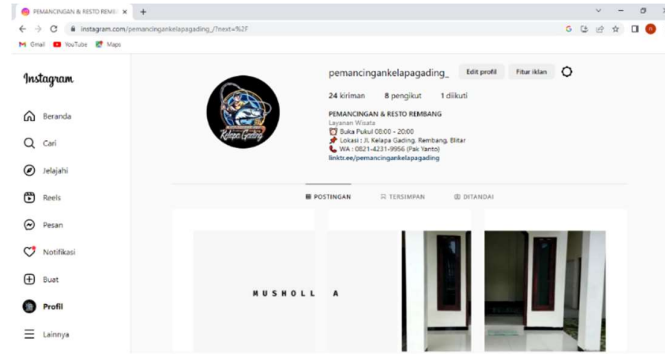 PEMANCINGAN & RESTO REMB
instagram.com/pemancingankelapagading_/?next=%2F
Gmail YouTube Maps
Instagram
Beranda
Cari
Jelajahi
Reels
Pesan
Notifikasi
Buat
Profil
Lainnya
Kelapa Gading
pemancingankelapagading_ Edit profil Fitur iklan
24 kiriman 8 pengikut 1 diikuti
PEMANCINGAN & RESTO REMBANG
Layanan Wisata
Buka Pukul 08:00 - 20:00
Lokasi : Jl. Kelapa Gading, Rembang, Blitar
WA : 0821-4231-9956 (Pak Yanto)
linktr.ee/pemancingankelapagading
POSTINGAN TERSIMPAN DITANDAI
MUSHOLLA